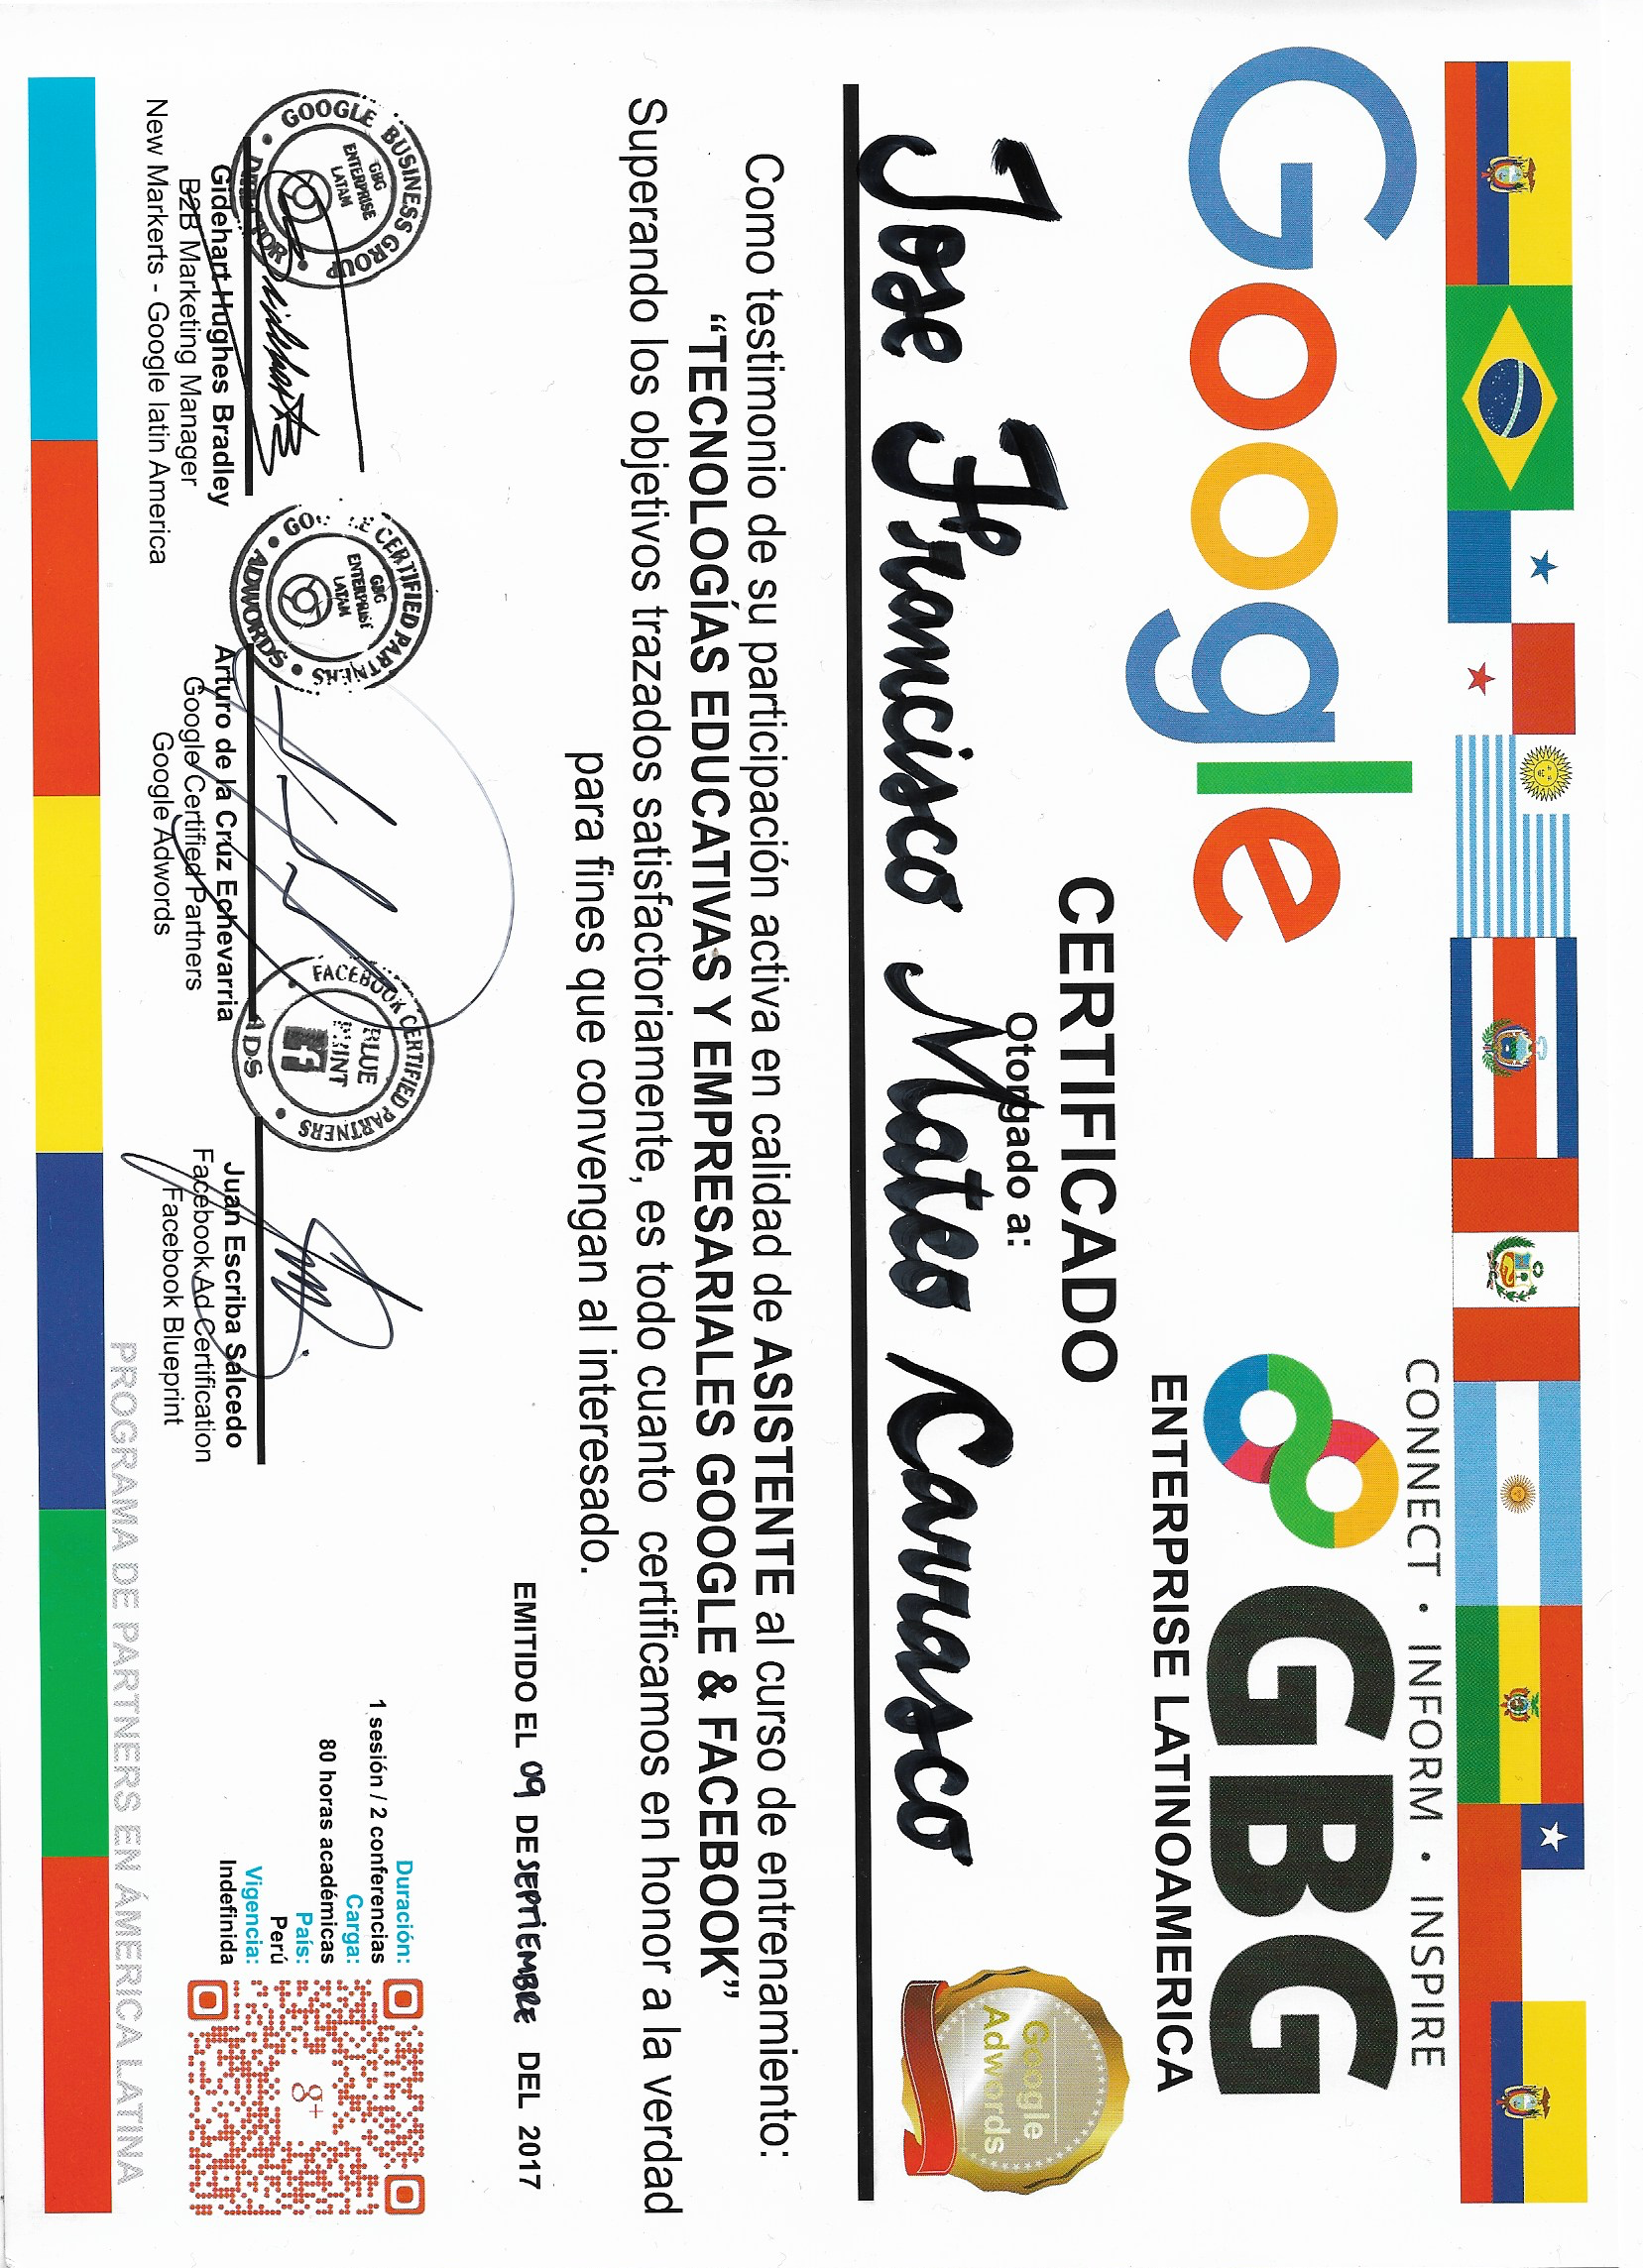 Google
CONNECT • INFORM • INSPIRE
GBG
ENTERPRISE LATINOAMERICA
CERTIFICADO
Otorgado a:
Jose Francisco Mateo Carrasco
Google
Adwords
Como testimonio de su participación activa en calidad de ASISTENTE al curso de entrenamiento:
“TECNOLOGÍAS EDUCATIVAS Y EMPRESARIALES GOOGLE & FACEBOOK”
Superando los objetivos trazados satisfactoriamente, es todo cuanto certificamos en honor a la verdad
para fines que convengan al interesado.
EMITIDO EL 09 DE SEPTIEMBRE DEL 2017
GOOGLE BUSINESS GROUP • DIRECTOR •
GBG
ENTERPRISE
LATAM
Gidehart Hughes Bradley
B2B Marketing Manager
New Markerts - Google latin America
CERTIFIED PARTNERS • ADWORDS •
GBG
ENTERPRISE
LATAM
Arturo de la Cruz Echevarria
Google Certified Partners
Google Adwords
FACEBOOK CERTIFIED PARTNERS • ADS •
BLUE
PRINT
f
Juan Escriba Salcedo
Facebook Ad Certification
Facebook Blueprint
Duración:
1 sesión / 2 conferencias
Carga:
80 horas académicas
País:
Perú
Vigencia:
Indefinida
g+
PROGRAMA DE PARTNERS EN ÁMERICA LATINA